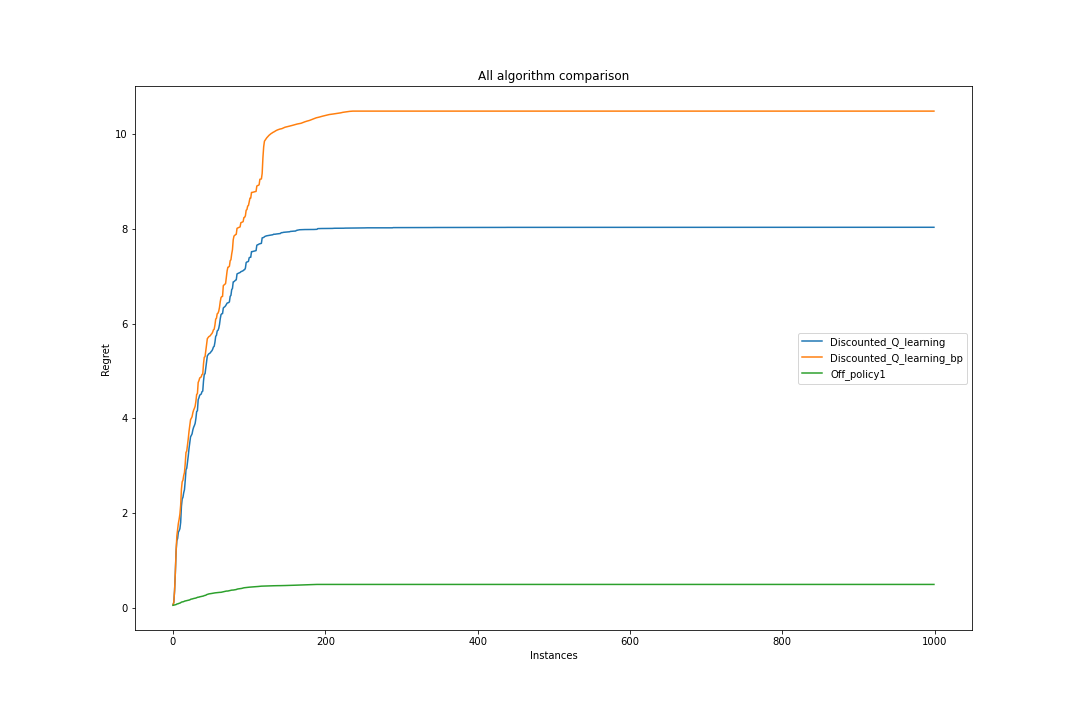 All algorithm comparison
Regret
10
8
6
4
2
0
Discounted_Q_learning
Discounted_Q_learning_bp
Off_policy1
0 200 400 600 800 1000
Instances